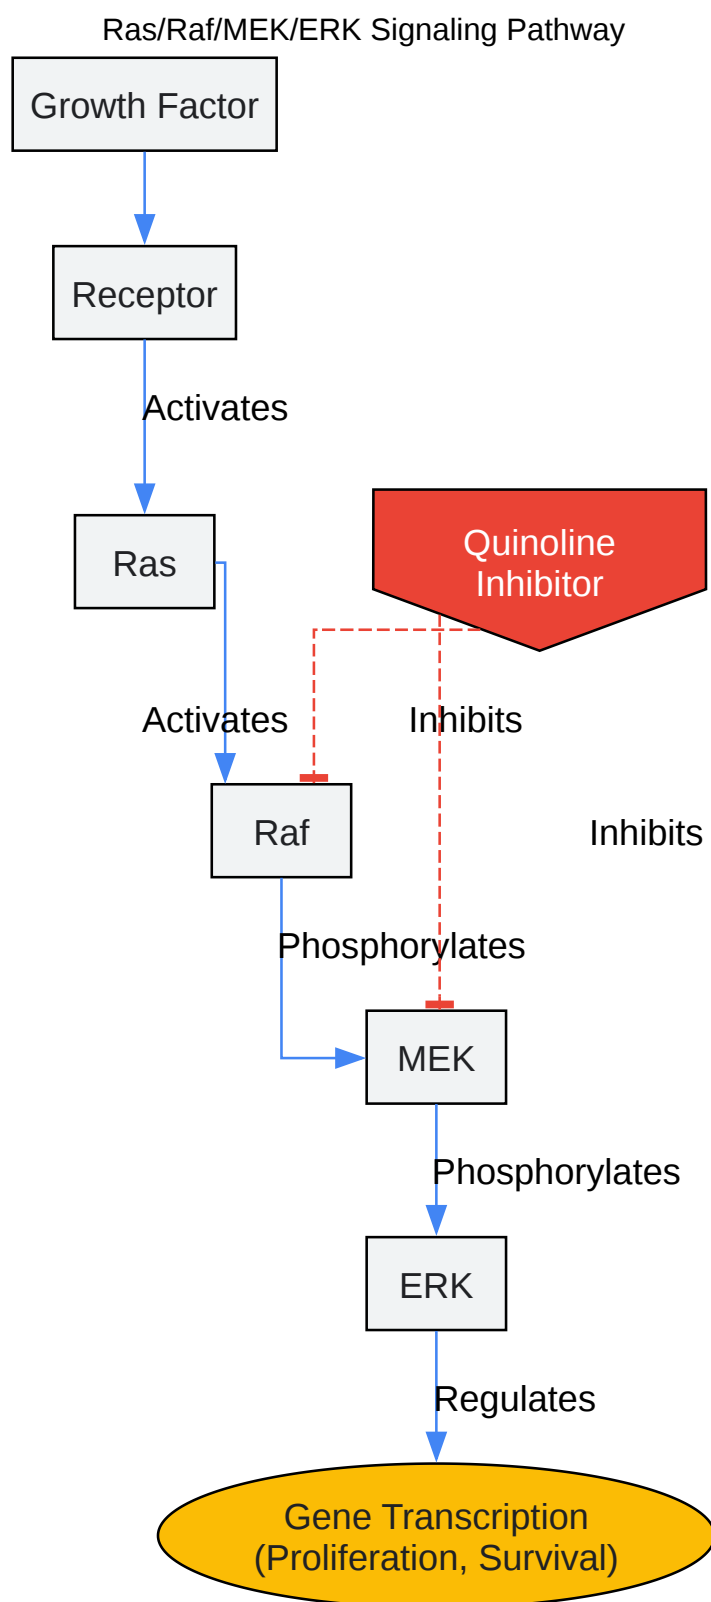 Ras/Raf/MEK/ERK Signaling Pathway
Growth Factor
Receptor
Activates
Ras
Quinoline
Inhibitor
Activates
Inhibits
Raf
Inhibits
Phosphorylates
MEK
Phosphorylates
ERK
Regulates
Gene Transcription
(Proliferation, Survival)